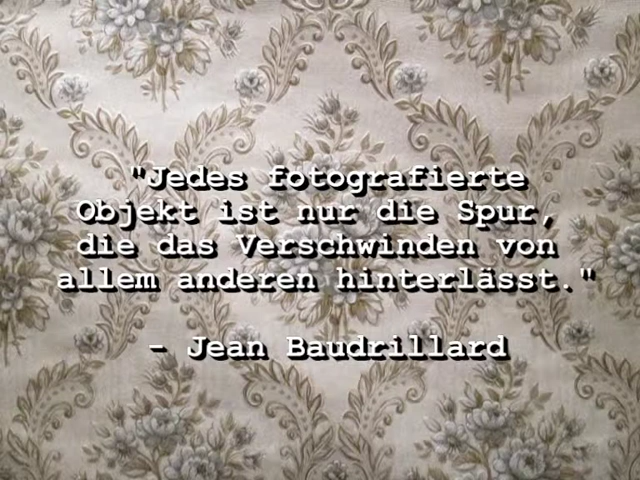 "Jedes fotografierte
Objekt ist nur die Spur,
die das Verschwinden von
allem anderen hinterlässt."
- Jean Baudrillard